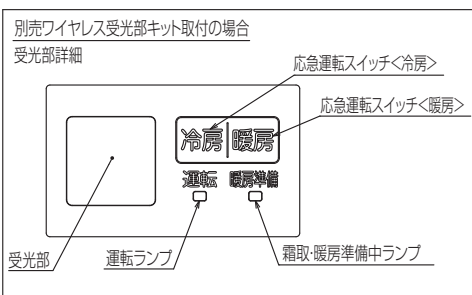 別売ワイヤレス受光部キット取付の場合
受光部詳細
応急運転スイッチ<冷房>
応急運転スイッチ<暖房>
冷房 暖房
運転 暖房準備
受光部 運転ランプ 霜取・暖房準備中ランプ